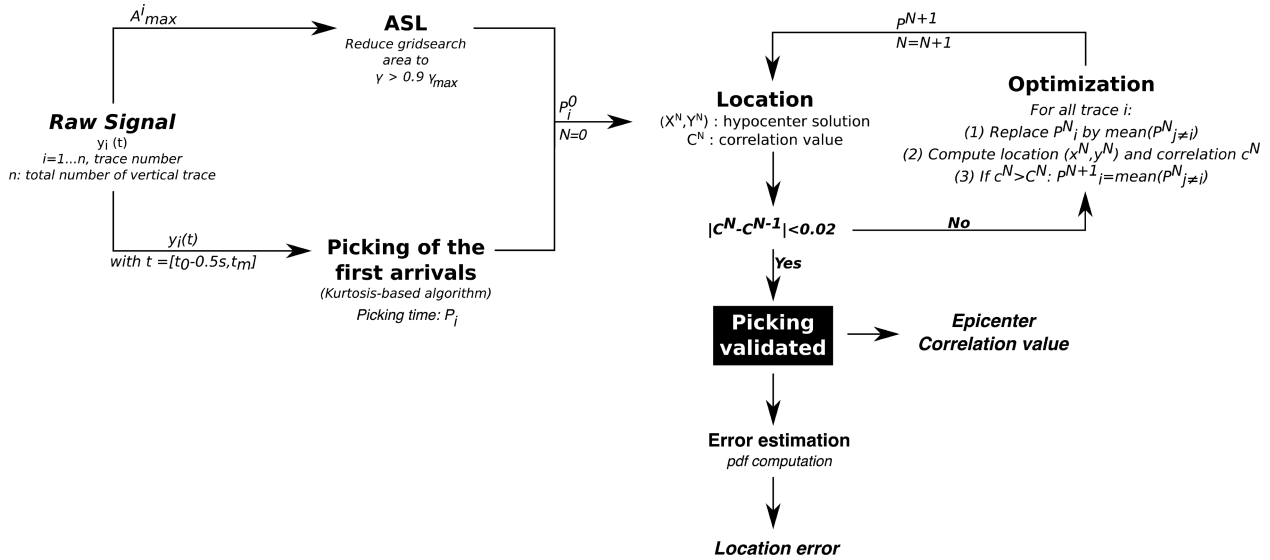 A^i_max
ASL
Reduce gridsearch
area to
γ > 0.9 γ_max
Raw Signal
y_i (t)
i=1...n, trace number
n: total number of vertical trace
y_i(t)
with t =[t_0-0.5s,t_m]
Picking of the
first arrivals
(Kurtosis-based algorithm)
Picking time: P_i
P_i^0
N=0
P^N+1
N=N+1
Location
(X^N,Y^N) : hypocenter solution
C^N : correlation value
Optimization
For all trace i:
(1) Replace P^N_i by mean(P^N_j≠i)
(2) Compute location (x^N,y^N) and correlation c^N
(3) If c^N>C^N: P^N+1_i=mean(P^N_j≠i)
|C^N-C^N-1|<0.02
No
Yes
Picking
validated
Epicenter
Correlation value
Error estimation
pdf computation
Location error